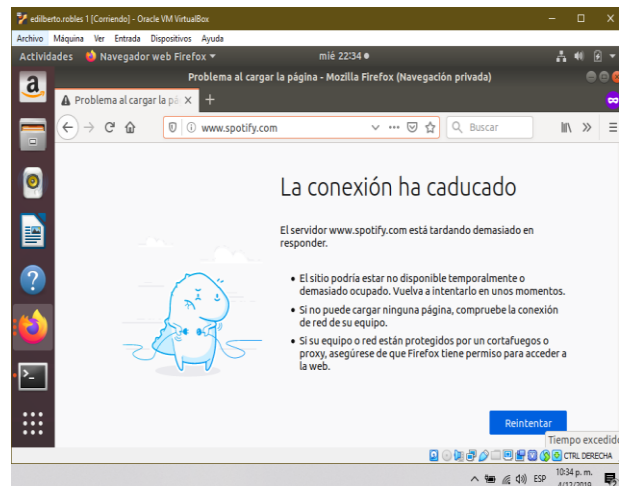 edilberto.robles 1 [Corriendo] - Oracle VM VirtualBox
Archivo Máquina Ver Entrada Dispositivos Ayuda
Actividades Navegador web Firefox mié 22:34
Problema al cargar la página - Mozilla Firefox (Navegación privada)
Problema al cargar la pá
www.spotify.com Buscar
La conexión ha caducado
El servidor www.spotify.com está tardando demasiado en
responder.
• El sitio podría estar no disponible temporalmente o
demasiado ocupado. Vuelva a intentarlo en unos momentos.
• Si no puede cargar ninguna página, compruebe la conexión
de red de su equipo.
• Si su equipo o red están protegidos por un cortafuegos o
proxy, asegúrese de que Firefox tiene permiso para acceder a
la web.
Reintentar
Tiempo excedido
CTRL DERECHA
ESP 10:34 p. m.
4/12/2019